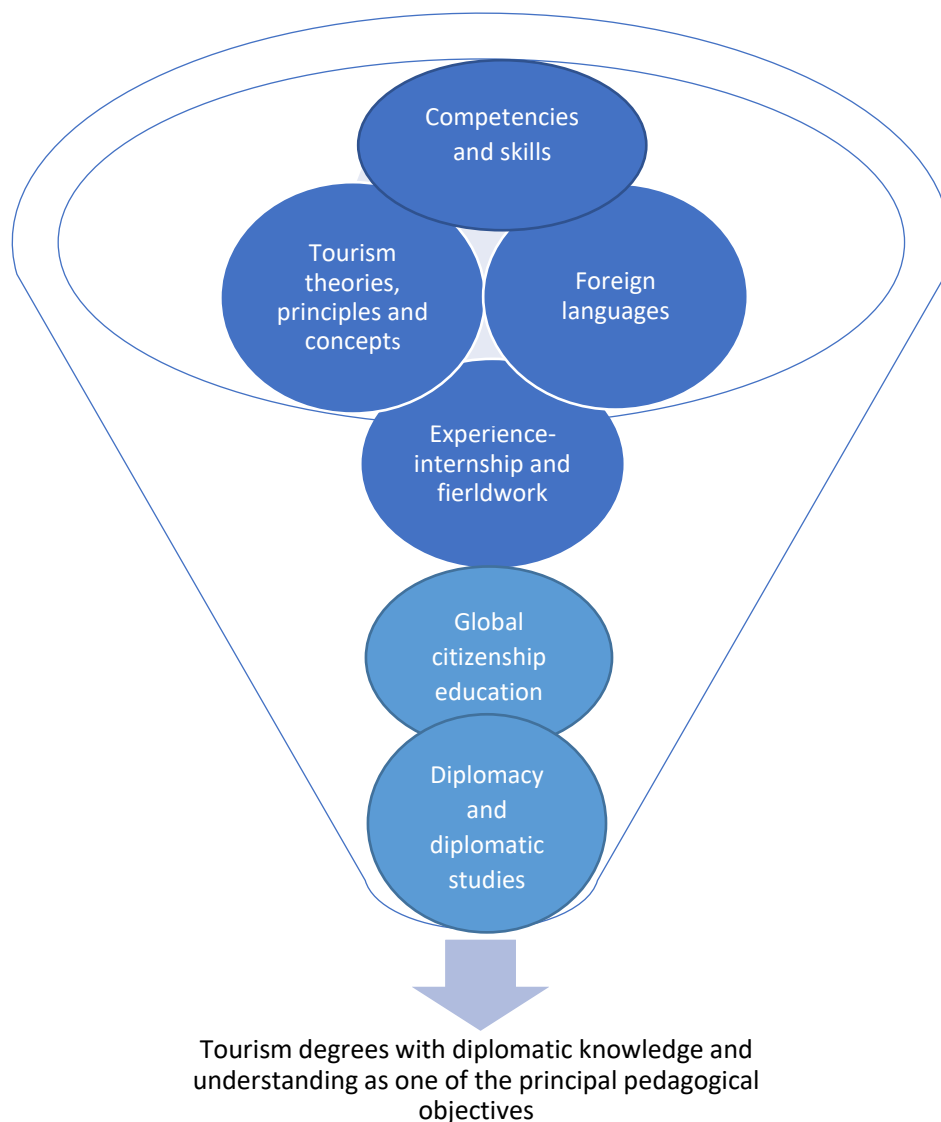 Competencies
and skills
Tourism
theories,
principles and
concepts
Foreign
languages
Experience-
internship and
fierldwork
Global
citizenship
education
Diplomacy
and
diplomatic
studies
Tourism degrees with diplomatic knowledge and
understanding as one of the principal pedagogical
objectives